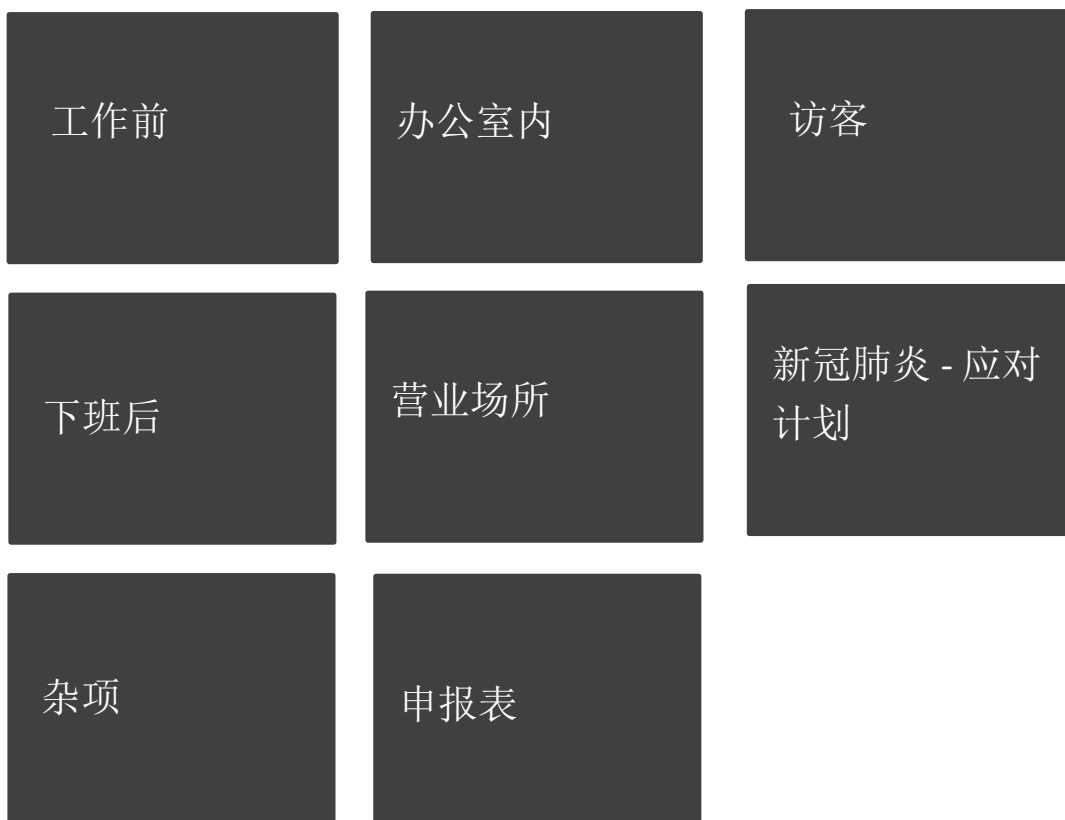 工作前
办公室内
访客
下班后
营业场所
新冠肺炎 - 应对
计划
杂项
申报表